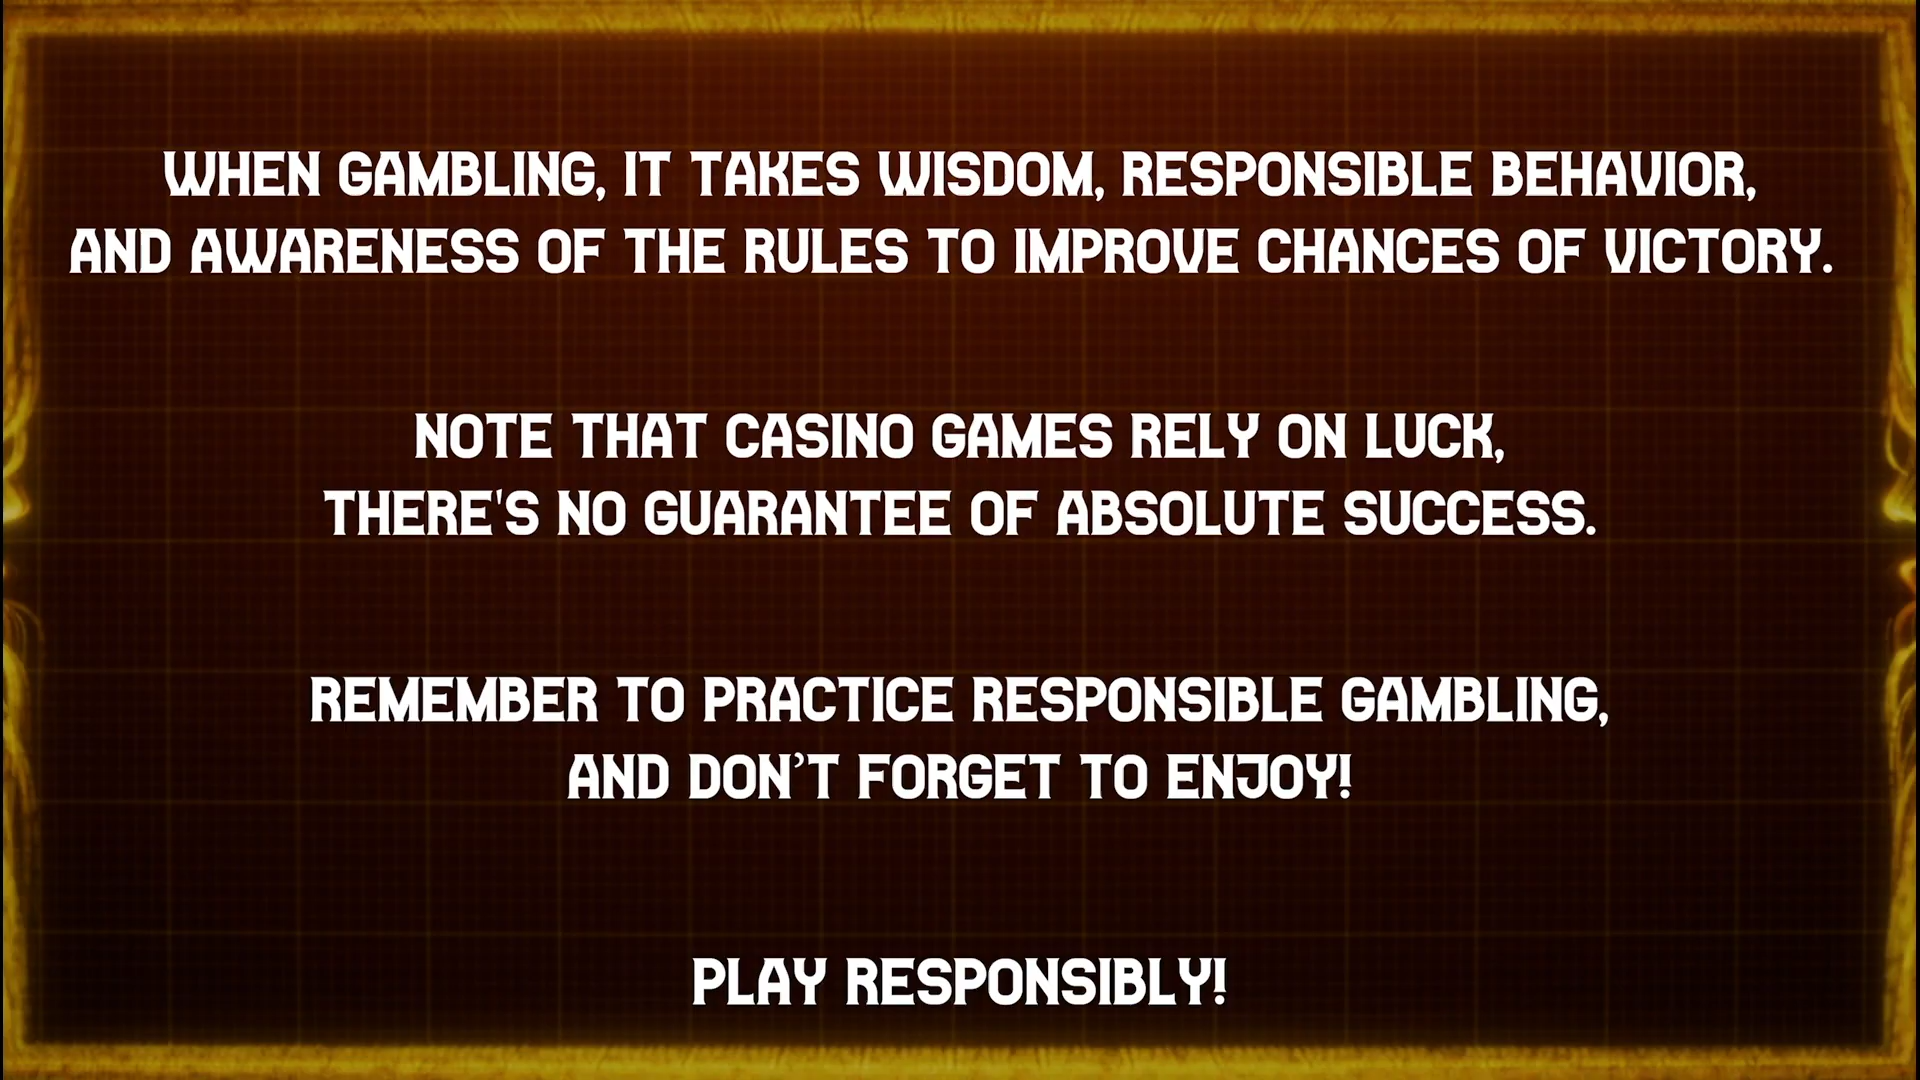 WHEN GAMBLING, IT TAKES WISDOM, RESPONSIBLE BEHAVIOR,
AND AWARENESS OF THE RULES TO IMPROVE CHANCES OF VICTORY.
NOTE THAT CASINO GAMES RELY ON LUCK,
THERE'S NO GUARANTEE OF ABSOLUTE SUCCESS.
REMEMBER TO PRACTICE RESPONSIBLE GAMBLING,
AND DON’T FORGET TO ENJOY!
PLAY RESPONSIBLY!